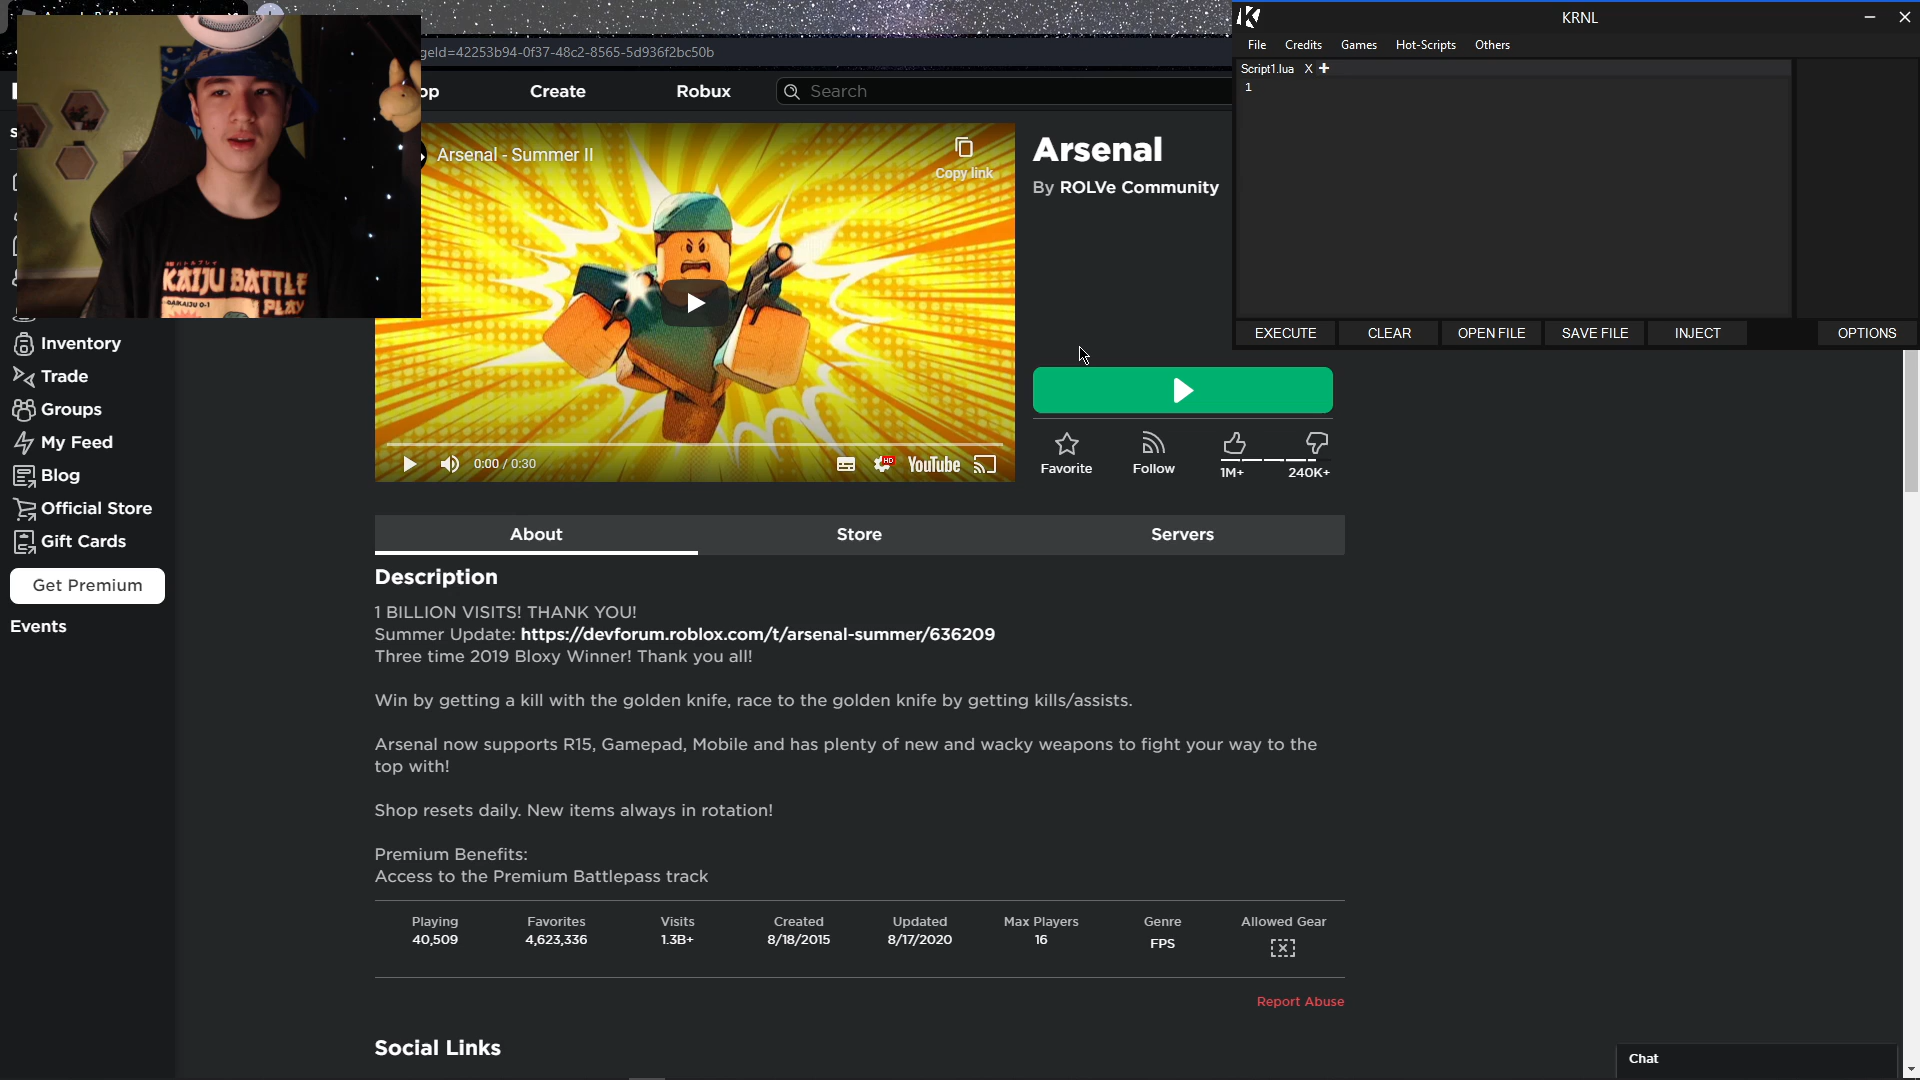 geId=42253b94-0f37-48c2-8565-5d936f2bc50b
KRNL
File Credits Games Hot-Scripts Others
Script1.lua X
1
EXECUTE CLEAR OPEN FILE SAVE FILE INJECT OPTIONS
op Create Robux Search
KAIJU BATTLE
PLAY
DAIKAIJU 0-1
Arsenal - Summer II
Copy link
0:00 / 0:30
HD
YouTube
Arsenal
By ROLVe Community
Favorite Follow 1M+ 240K+
Inventory
Trade
Groups
My Feed
Blog
Official Store
Gift Cards
Get Premium
Events
About Store Servers
Description
1 BILLION VISITS! THANK YOU!
Summer Update: https://devforum.roblox.com/t/arsenal-summer/636209
Three time 2019 Bloxy Winner! Thank you all!
Win by getting a kill with the golden knife, race to the golden knife by getting kills/assists.
Arsenal now supports R15, Gamepad, Mobile and has plenty of new and wacky weapons to fight your way to the
top with!
Shop resets daily. New items always in rotation!
Premium Benefits:
Access to the Premium Battlepass track
Playing Favorites Visits Created Updated Max Players Genre Allowed Gear
40,509 4,623,336 1.3B+ 8/18/2015 8/17/2020 16 FPS
Report Abuse
Social Links
Chat